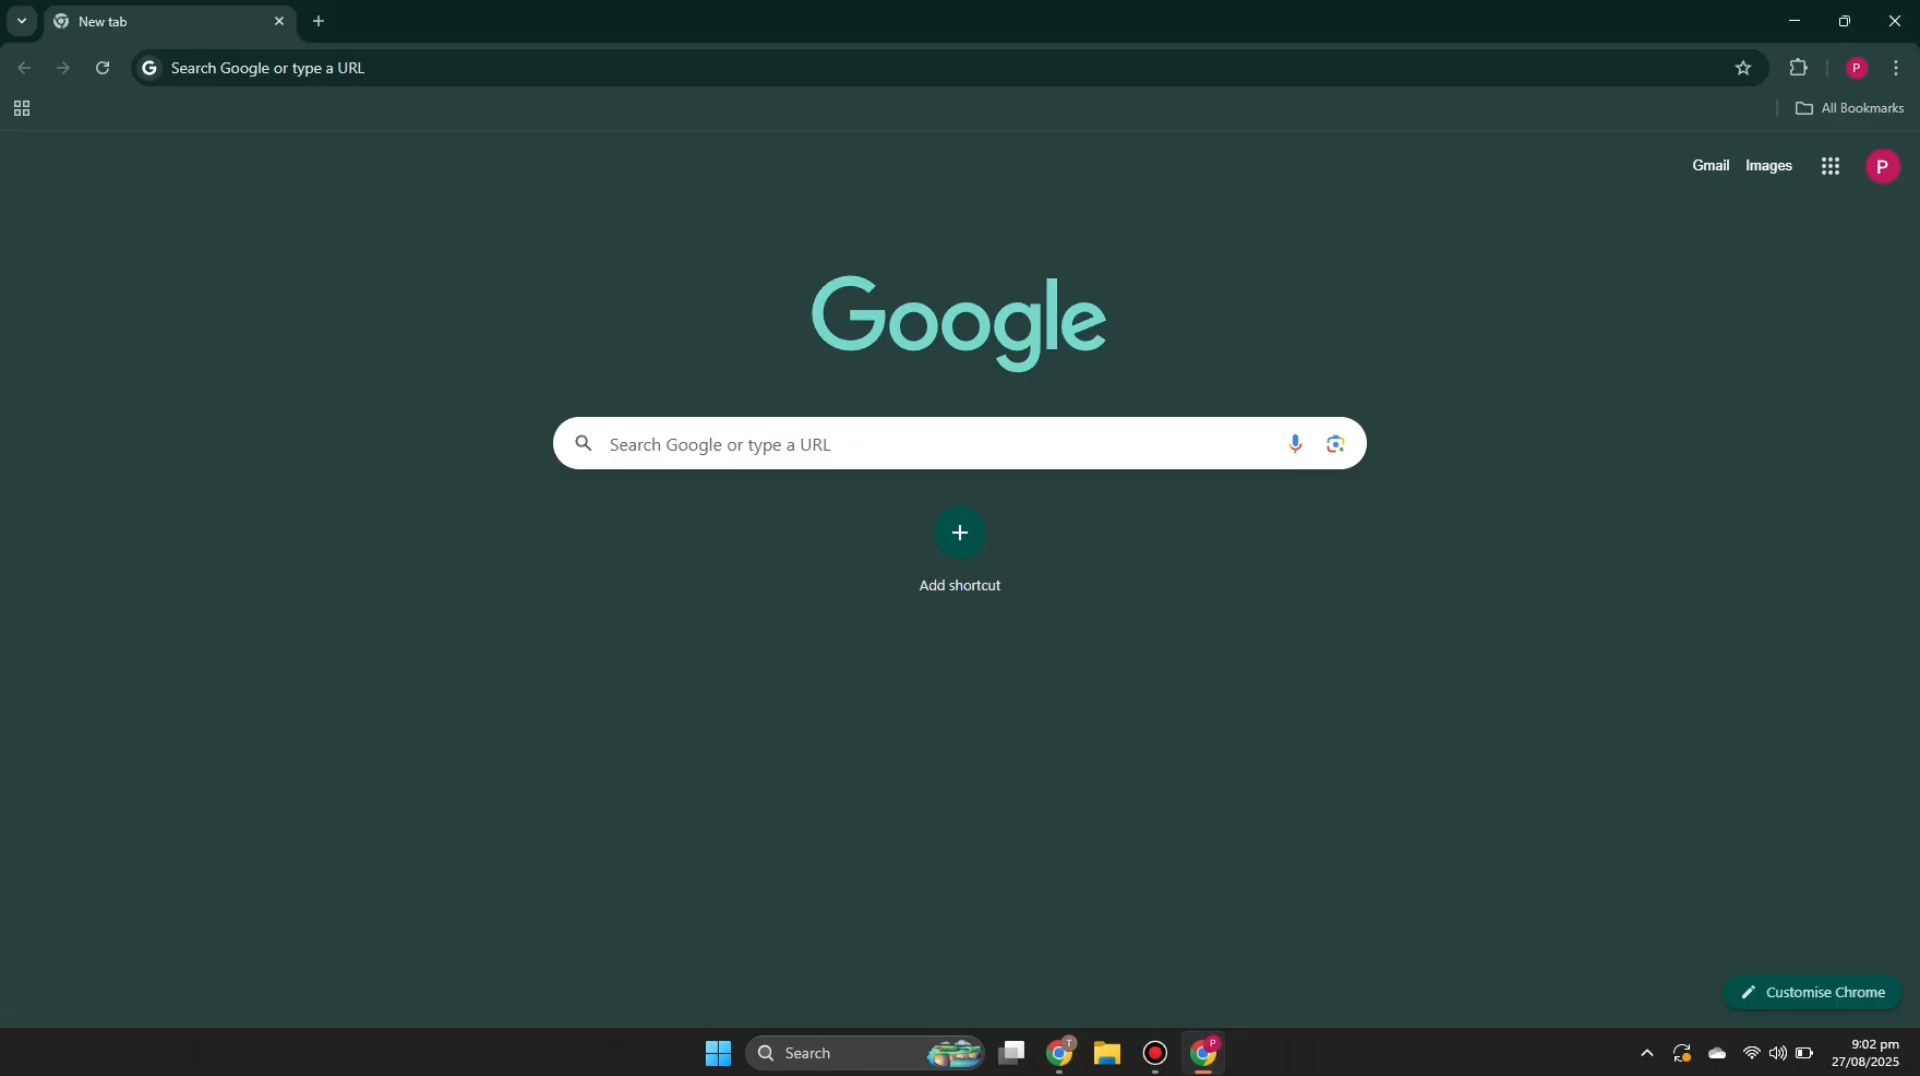 New tab
Search Google or type a URL
All Bookmarks
Gmail Images
P
Google
Search Google or type a URL
Add shortcut
Customise Chrome
Search
9:02 pm
27/08/2025